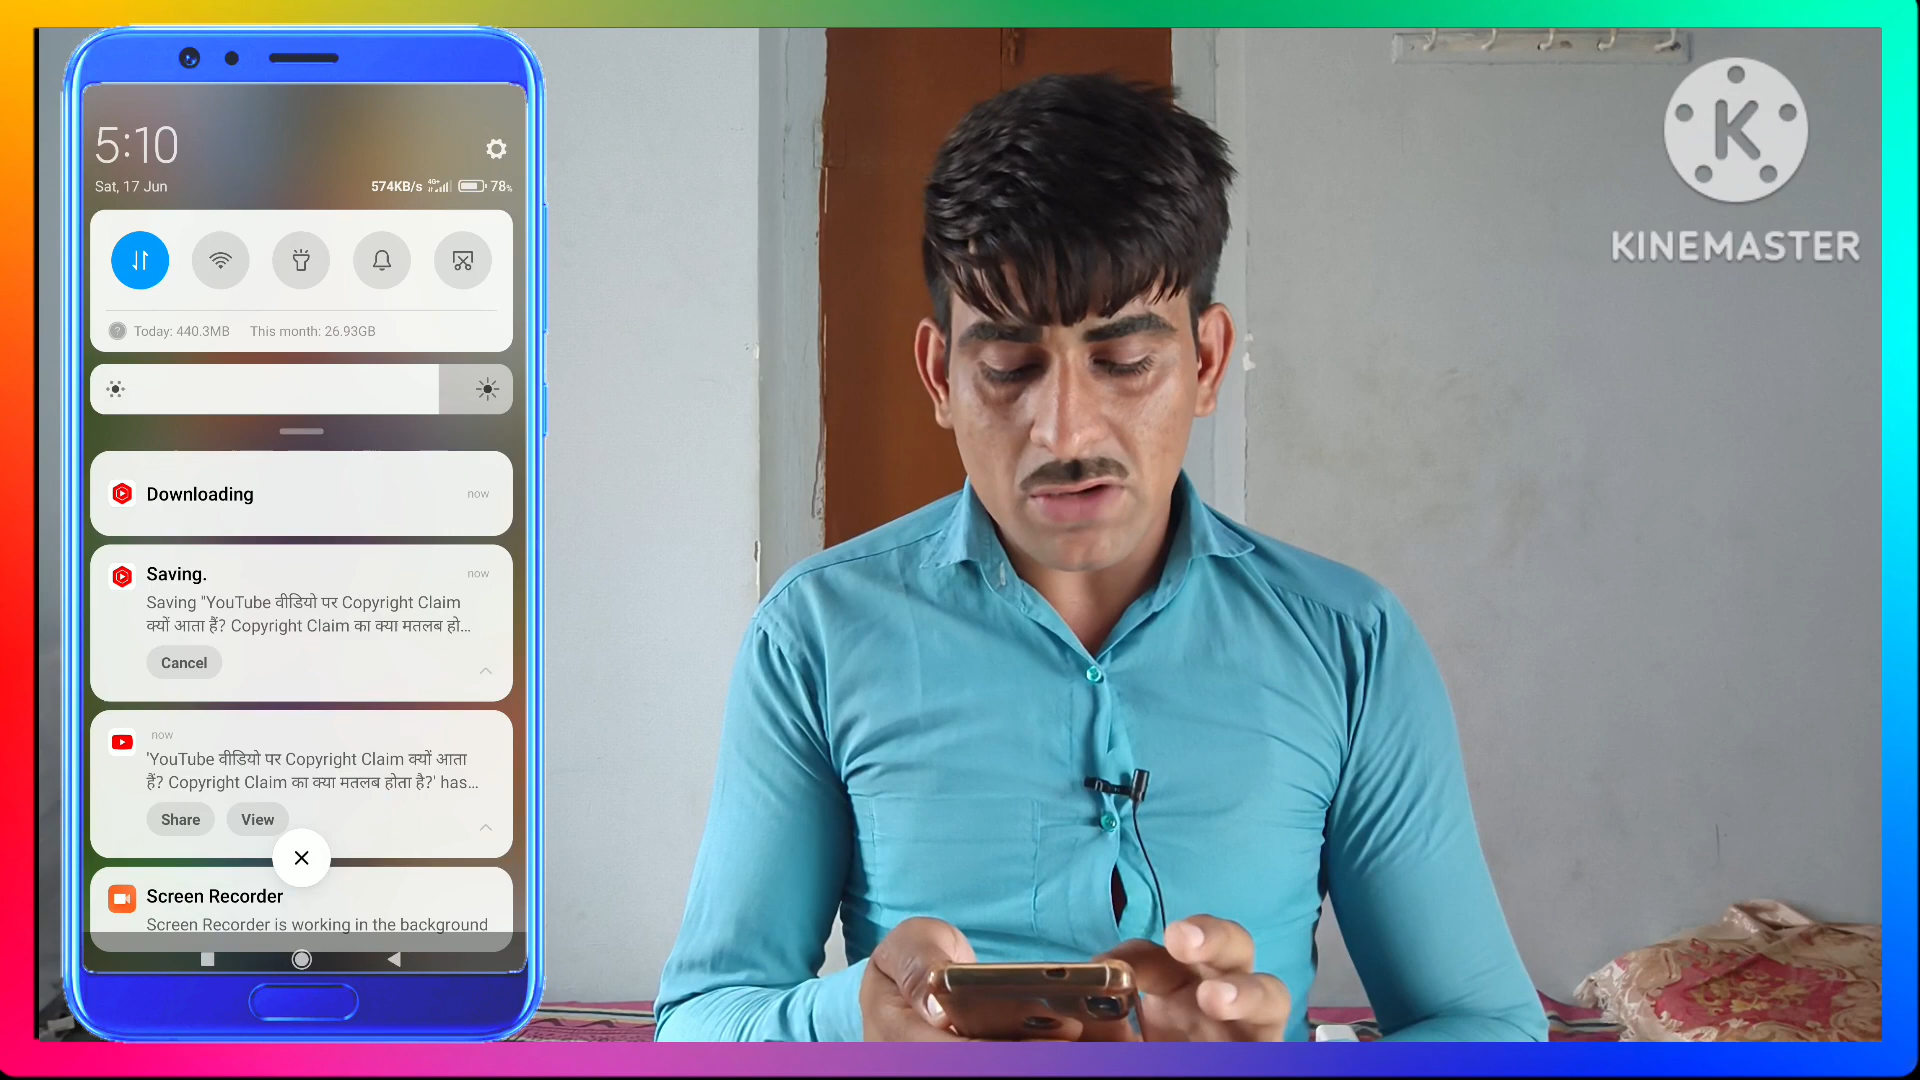 5:10
Sat, 17 Jun
574KB/s 4G+ 78%
Today: 440.3MB This month: 26.93GB
Downloading now
Saving. now
Saving "YouTube वीडियो पर Copyright Claim
क्यों आता हैं? Copyright Claim का क्या मतलब हो...
Cancel
now
'YouTube वीडियो पर Copyright Claim क्यों आता
हैं? Copyright Claim का क्या मतलब होता है?' has...
Share View
Screen Recorder
Screen Recorder is working in the background
K
KINEMASTER